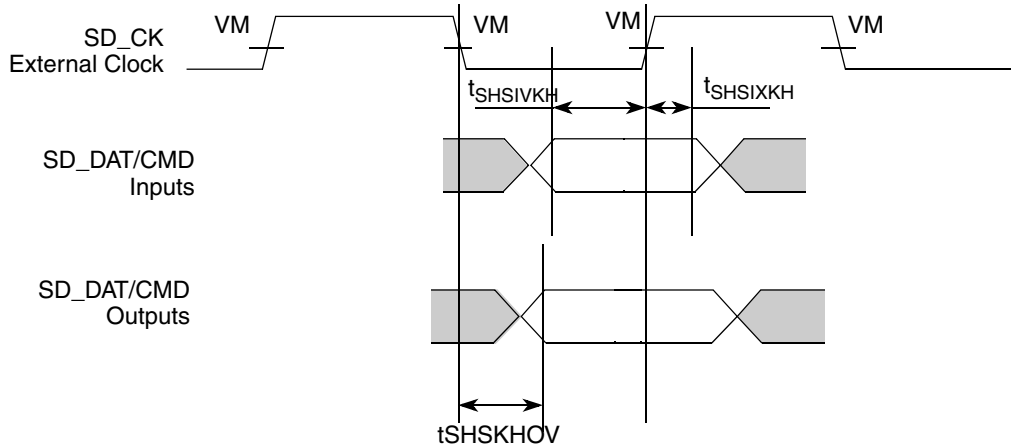 VM
VM
VM
VM
SD_CK
External Clock
tSHSIVKH
tSHSIXKH
SD_DAT/CMD
Inputs
SD_DAT/CMD
Outputs
tSHSKHOV